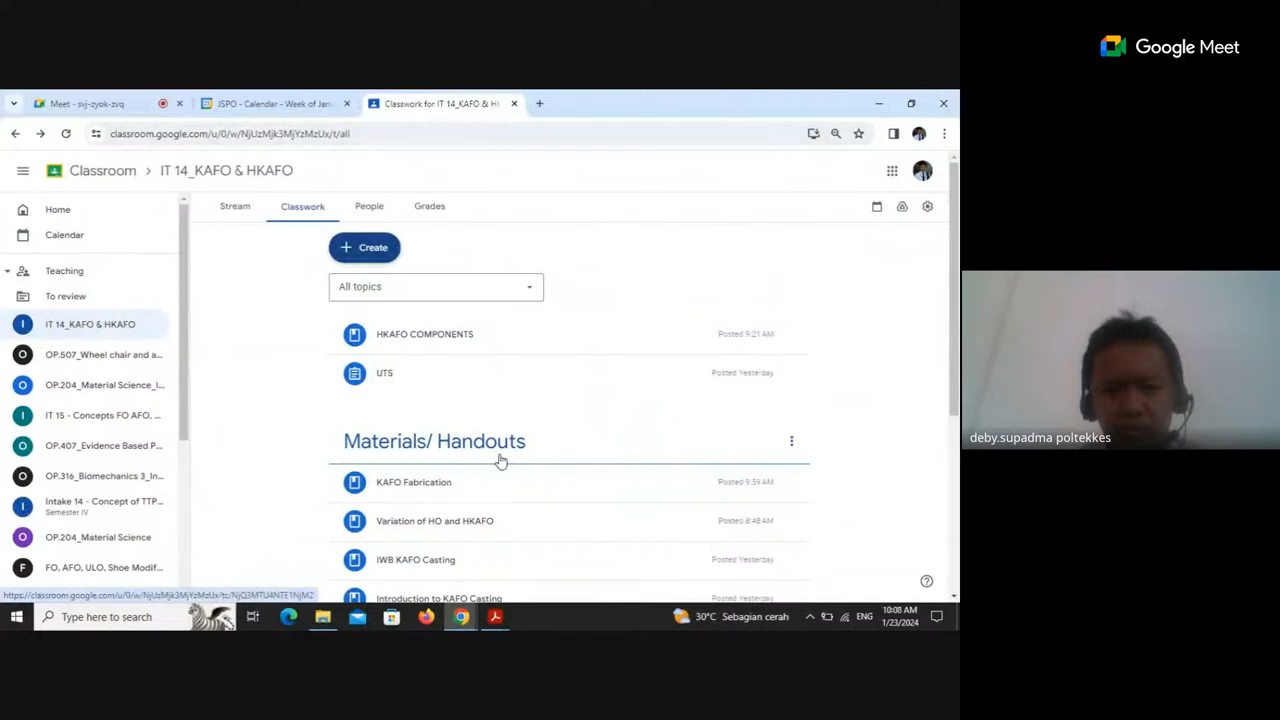 Google Meet
Meet - svj-zyok-zvq
JSPO - Calendar - Week of Jan
Classwork for IT 14_KAFO & H
classroom.google.com/u/0/w/NjUzMjk3MjYzMzUx/t/all
Classroom > IT 14_KAFO & HKAFO
Home
Calendar
Teaching
To review
IT 14_KAFO & HKAFO
OP.507_Wheel chair and a...
OP.204_Material Science_I...
IT 15 - Concepts FO AFO, ...
OP.407_Evidence Based P...
OP.316_Biomechanics 3_In...
Intake 14 - Concept of TTP...
Semester IV
OP.204_Material Science
FO, AFO, ULO, Shoe Modif...
Stream Classwork People Grades
+ Create
All topics
HKAFO COMPONENTS Posted 9:21 AM
UTS Posted Yesterday
Materials/ Handouts
KAFO Fabrication Posted 9:59 AM
Variation of HO and HKAFO Posted 8:48 AM
IWB KAFO Casting Posted Yesterday
Introduction to KAFO Casting Posted Yesterday
deby.supadma poltekkes
Type here to search
30°C Sebagian cerah
ENG
10:08 AM
1/23/2024